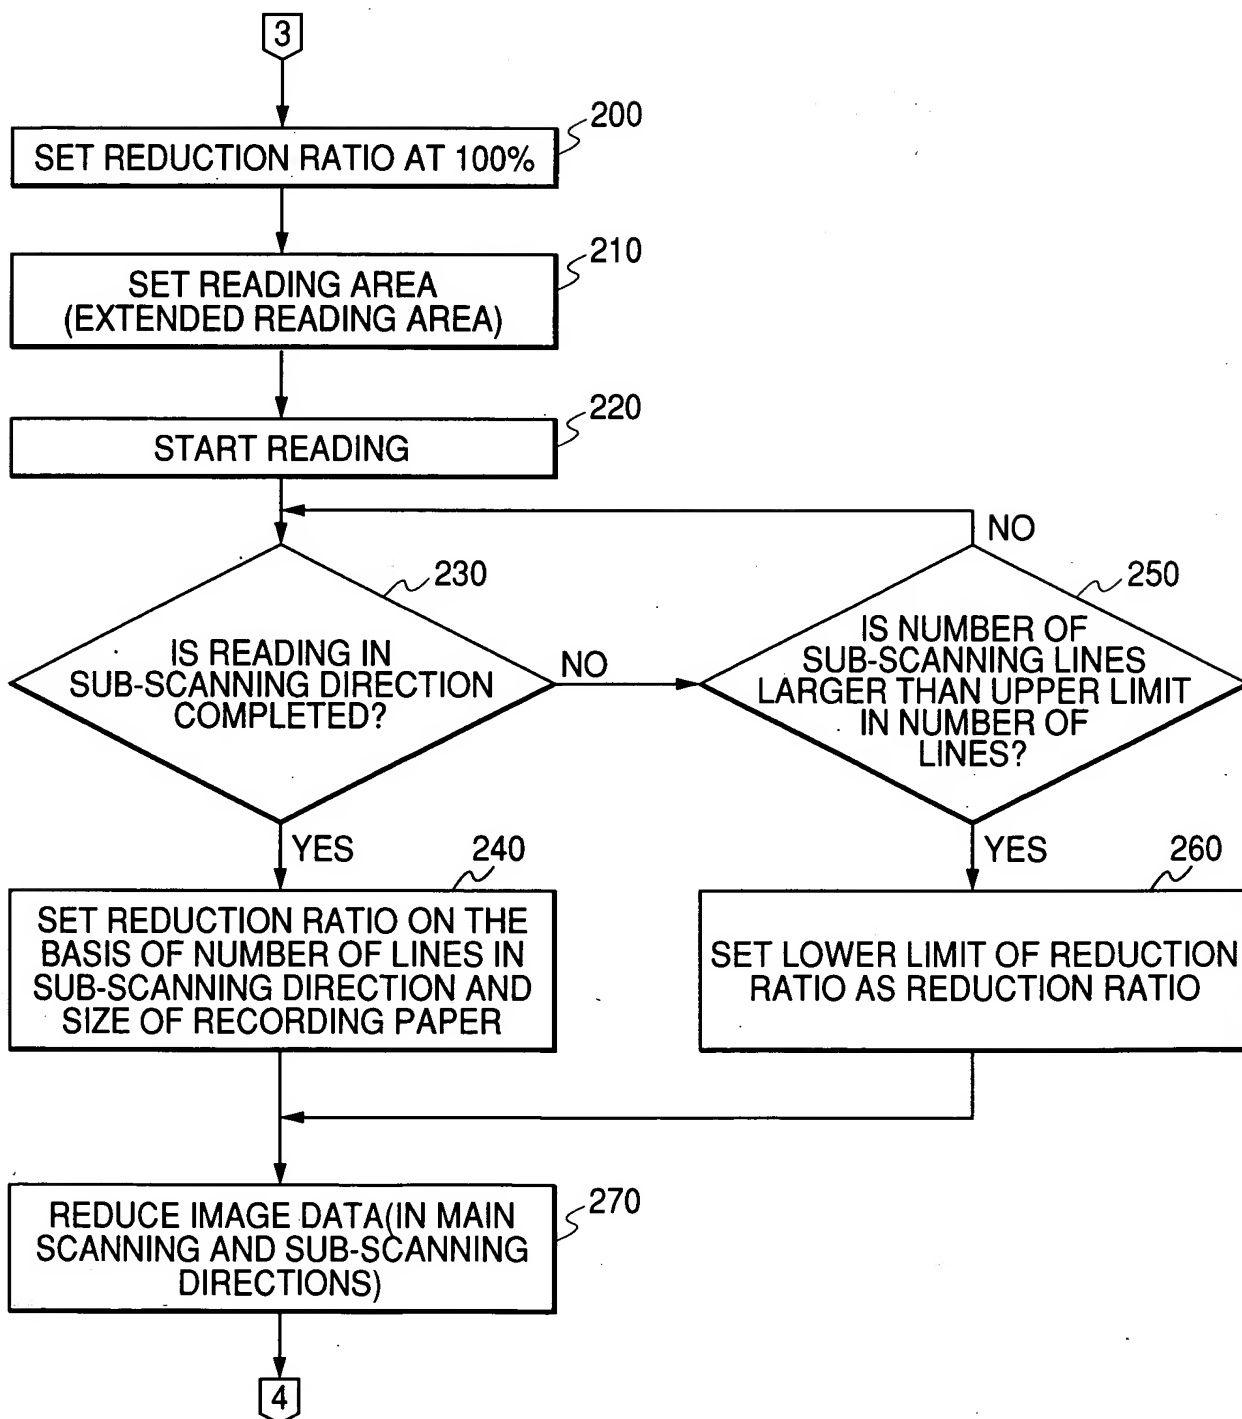 3
200
SET REDUCTION RATIO AT 100%
210
SET READING AREA
(EXTENDED READING AREA)
220
START READING
NO
230
250
IS READING IN
SUB-SCANNING DIRECTION
COMPLETED?
NO
IS NUMBER OF
SUB-SCANNING LINES
LARGER THAN UPPER LIMIT
IN NUMBER OF
LINES?
YES
240
YES
260
SET REDUCTION RATIO ON THE
BASIS OF NUMBER OF LINES IN
SUB-SCANNING DIRECTION AND
SIZE OF RECORDING PAPER
SET LOWER LIMIT OF REDUCTION
RATIO AS REDUCTION RATIO
270
REDUCE IMAGE DATA(IN MAIN
SCANNING AND SUB-SCANNING
DIRECTIONS)
4